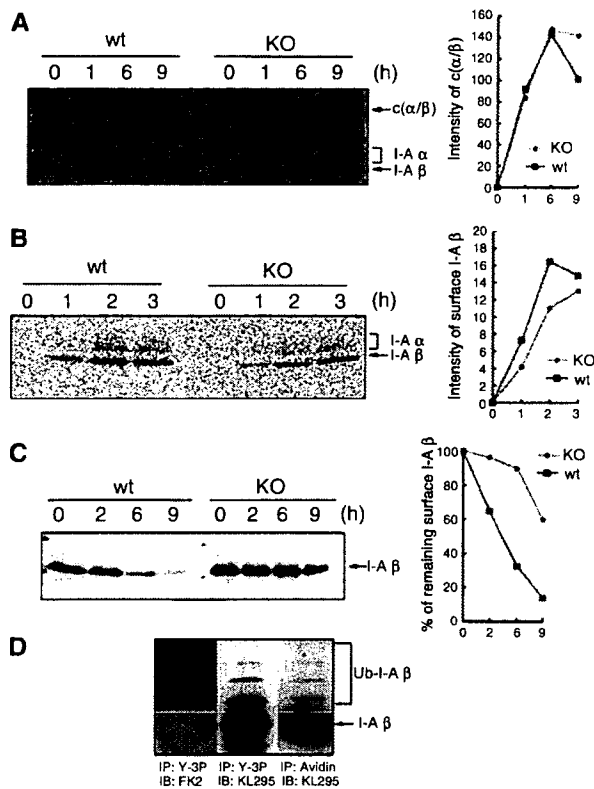 A
wt KO
0 1 6 9 0 1 6 9 (h)
c(α/β)
I-A α
I-A β
Intensity of c(α/β)
160
140
120
100
80
60
40
20
0
KO
wt
0 1 6 9
B
wt KO
0 1 2 3 0 1 2 3 (h)
I-A α
I-A β
Intensity of surface I-A β
20
18
16
14
12
10
8
6
4
2
0
KO
wt
0 1 2 3
C
wt KO
0 2 6 9 0 2 6 9 (h)
I-A β
% of remaining surface I-A β
100
80
60
40
20
0
KO
wt
0 2 6 9
D
Ub-I-A β
I-A β
IP: Y-3P IP: Y-3P IP: Avidin
IB: FK2 IB: KL295 IB: KL295